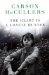 CARSON
McCULLERS
THE HEART IS
A LONELY HUNTER